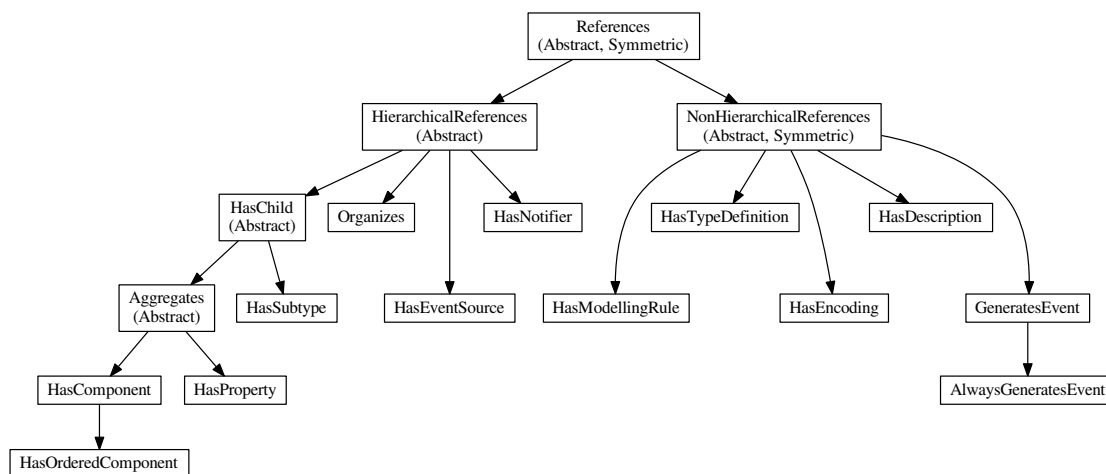 References
(Abstract, Symmetric)
HierarchicalReferences
(Abstract)
NonHierarchicalReferences
(Abstract, Symmetric)
HasChild
(Abstract)
Organizes
HasNotifier
HasTypeDefinition
HasDescription
Aggregates
(Abstract)
HasSubtype
HasEventSource
HasModellingRule
HasEncoding
GeneratesEvent
HasComponent
HasProperty
AlwaysGeneratesEvent
HasOrderedComponent